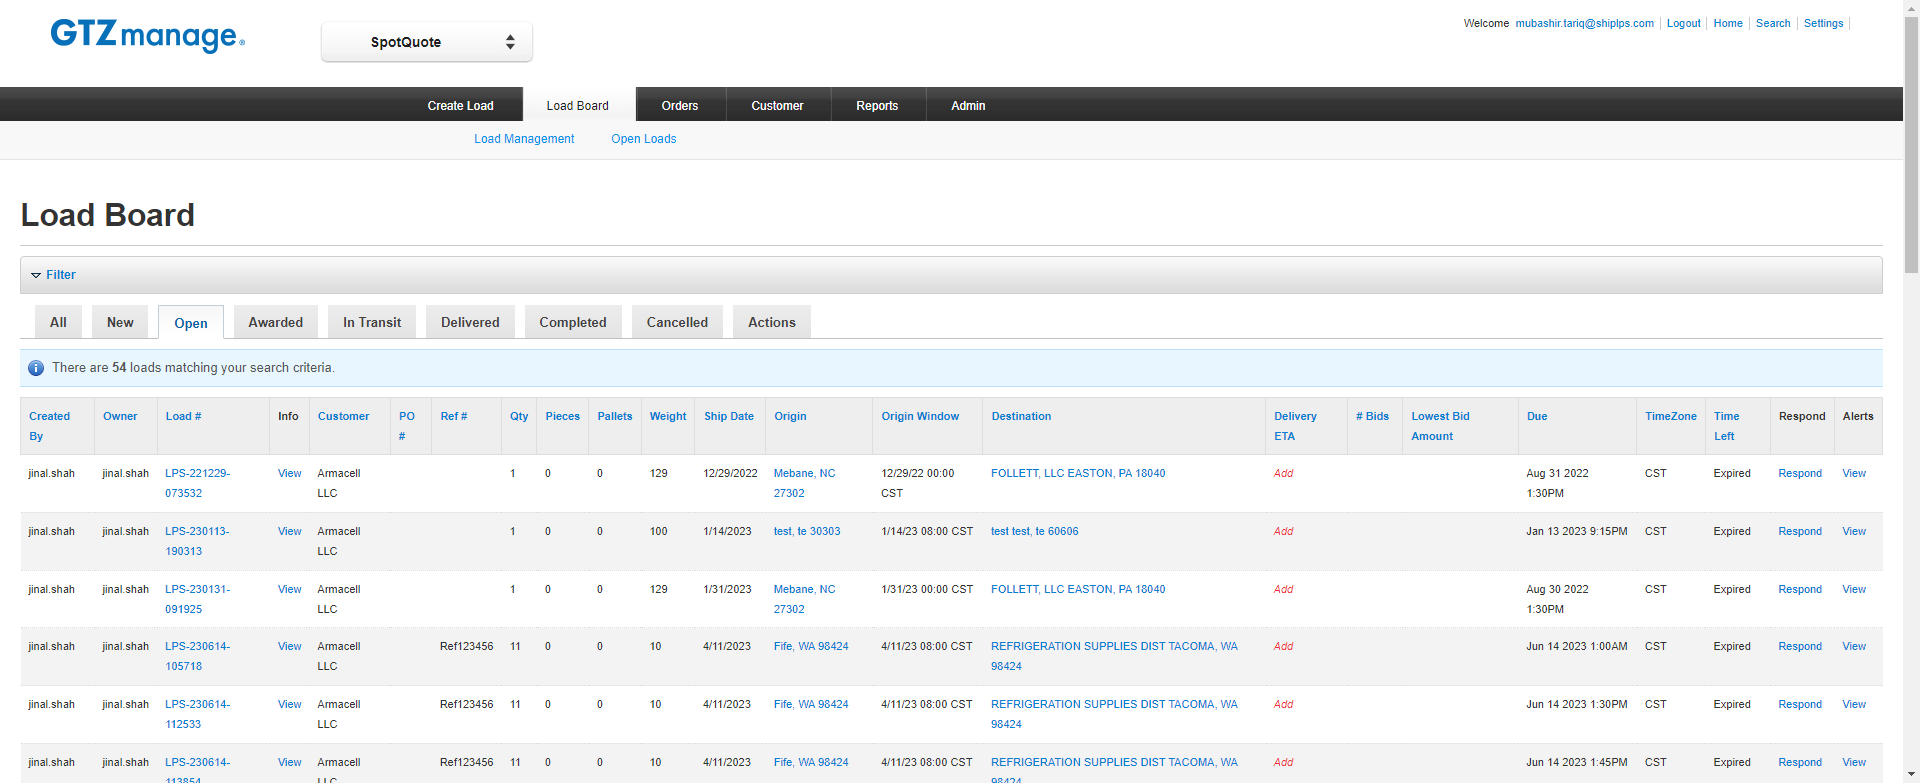 GTZmanage®
SpotQuote
Welcome mubashir.tariq@shiplps.com Logout Home Search Settings
Create Load Load Board Orders Customer Reports Admin
Load Management Open Loads
Load Board
Filter
All New Open Awarded In Transit Delivered Completed Cancelled Actions
There are 54 loads matching your search criteria.
Created Owner Load # Info Customer PO Ref # Qty Pieces Pallets Weight Ship Date Origin Origin Window Destination Delivery # Bids Lowest Bid Due TimeZone Time Respond Alerts
By # ETA Amount Left
jinal.shah jinal.shah LPS-221229- View Armacell 1 0 0 129 12/29/2022 Mebane, NC 12/29/22 00:00 FOLLETT, LLC EASTON, PA 18040 Add Aug 31 2022 CST Expired Respond View
073532 LLC 27302 CST 1:30PM
jinal.shah jinal.shah LPS-230113- View Armacell 1 0 0 100 1/14/2023 test, te 30303 1/14/23 08:00 CST test test, te 60606 Add Jan 13 2023 9:15PM CST Expired Respond View
190313 LLC
jinal.shah jinal.shah LPS-230131- View Armacell 1 0 0 129 1/31/2023 Mebane, NC 1/31/23 00:00 CST FOLLETT, LLC EASTON, PA 18040 Add Aug 30 2022 CST Expired Respond View
091925 LLC 27302 1:30PM
jinal.shah jinal.shah LPS-230614- View Armacell Ref123456 11 0 0 10 4/11/2023 Fife, WA 98424 4/11/23 08:00 CST REFRIGERATION SUPPLIES DIST TACOMA, WA Add Jun 14 2023 1:00AM CST Expired Respond View
105718 LLC 98424
jinal.shah jinal.shah LPS-230614- View Armacell Ref123456 11 0 0 10 4/11/2023 Fife, WA 98424 4/11/23 08:00 CST REFRIGERATION SUPPLIES DIST TACOMA, WA Add Jun 14 2023 1:30PM CST Expired Respond View
112533 LLC 98424
jinal.shah jinal.shah LPS-230614- View Armacell Ref123456 11 0 0 10 4/11/2023 Fife, WA 98424 4/11/23 08:00 CST REFRIGERATION SUPPLIES DIST TACOMA, WA Add Jun 14 2023 1:45PM CST Expired Respond View
113854 LLC 98424